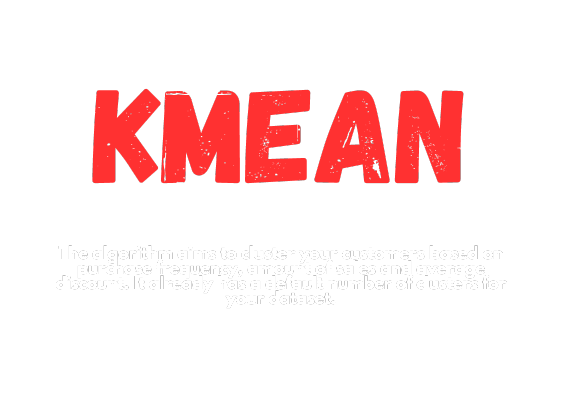 KMEAN
The algorithm aims to cluster your customers based on
purchase frequency, amount of sales and average
discount. It already has a default number of clusters for
your dataset.